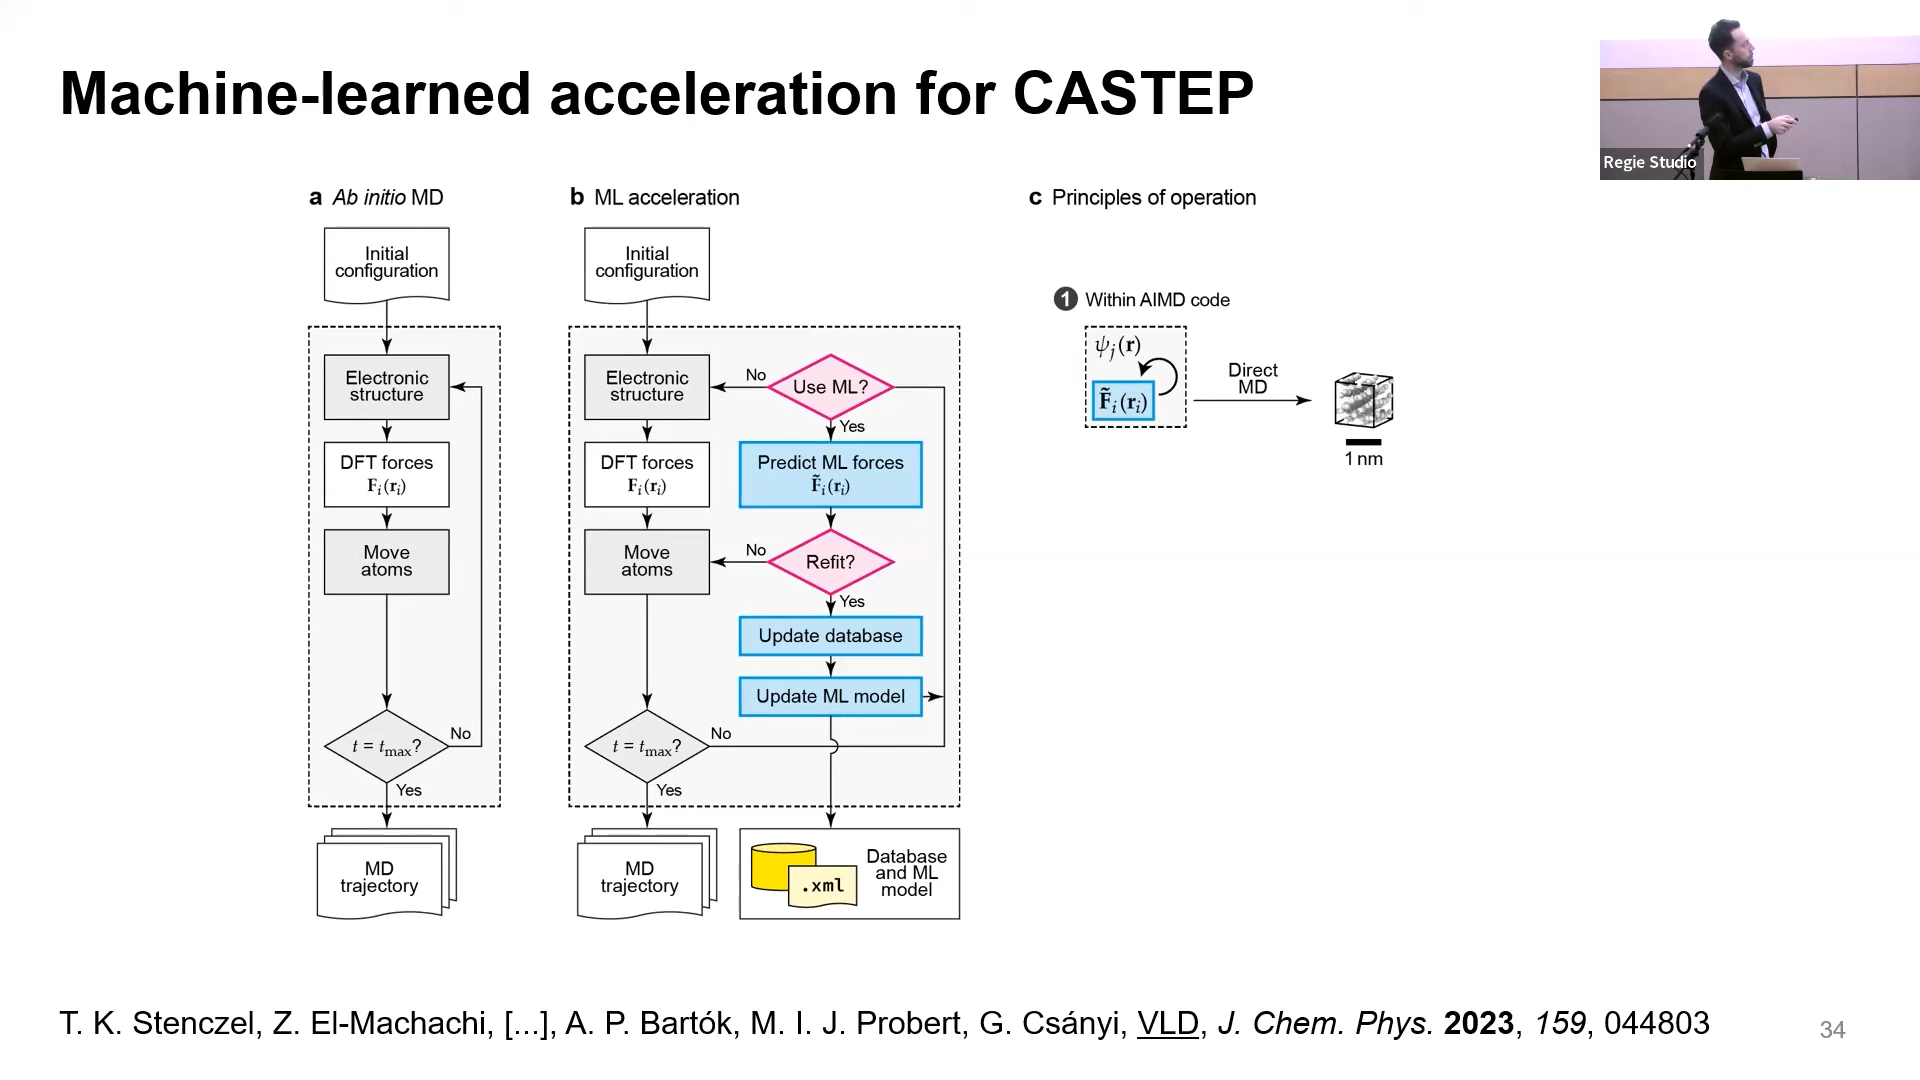 Machine-learned acceleration for CASTEP
Regie Studio
a Ab initio MD
Initial
configuration
Electronic
structure
DFT forces
Fᵢ(rᵢ)
Move
atoms
t = tmax?
No
Yes
MD
trajectory
b ML acceleration
Initial
configuration
Electronic
structure
No
Use ML?
Yes
DFT forces
Fᵢ(rᵢ)
Predict ML forces
F̃ᵢ(rᵢ)
Move
atoms
No
Refit?
Yes
Update database
Update ML model
t = tmax?
No
Yes
MD
trajectory
.xml
Database
and ML
model
c Principles of operation
1 Within AIMD code
ψⱼ(r)
F̃ᵢ(rᵢ)
Direct
MD
1 nm
T. K. Stenczel, Z. El-Machachi, [...], A. P. Bartók, M. I. J. Probert, G. Csányi, VLD, J. Chem. Phys. 2023, 159, 044803
34